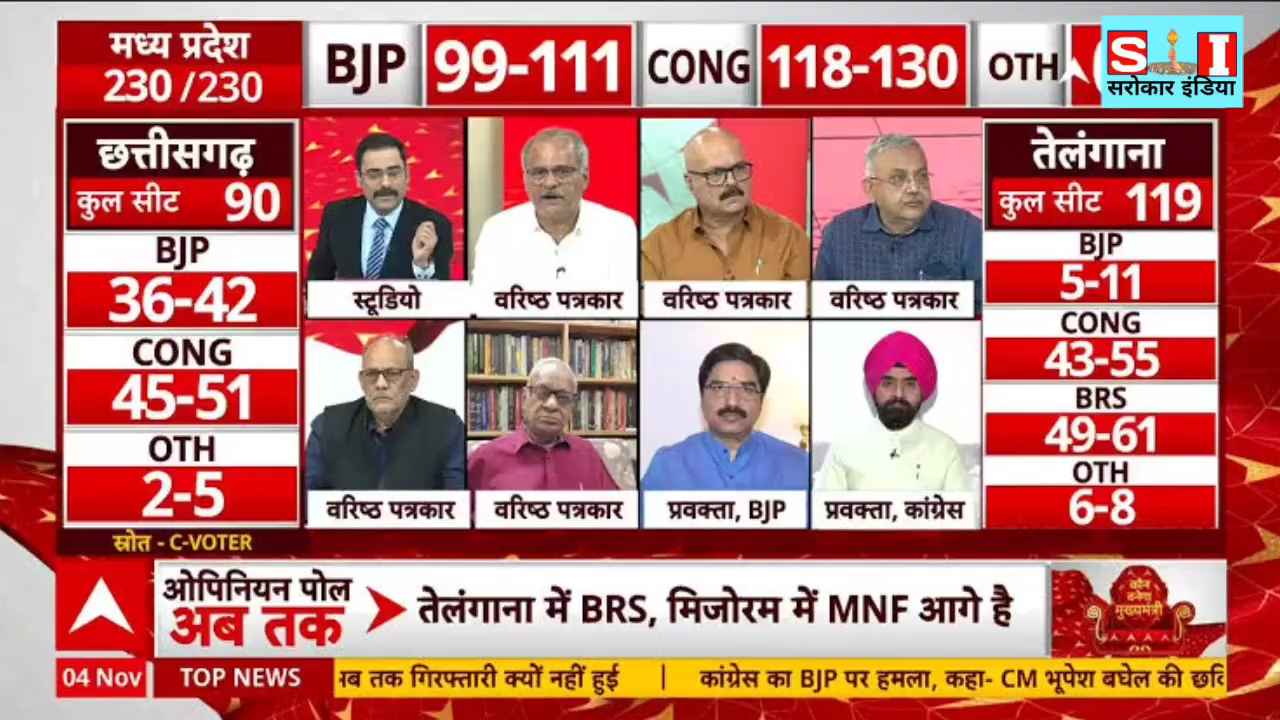 मध्य प्रदेश
230 /230
BJP 99-111 CONG 118-130 OTH
S I
सरोकार इंडिया
छत्तीसगढ़
कुल सीट 90
BJP
36-42
CONG
45-51
OTH
2-5
स्टूडियो वरिष्ठ पत्रकार वरिष्ठ पत्रकार वरिष्ठ पत्रकार
वरिष्ठ पत्रकार वरिष्ठ पत्रकार प्रवक्ता, BJP प्रवक्ता, कांग्रेस
तेलंगाना
कुल सीट 119
BJP
5-11
CONG
43-55
BRS
49-61
OTH
6-8
स्रोत - C-VOTER
ओपिनियन पोल
अब तक
तेलंगाना में BRS, मिजोरम में MNF आगे है
कौन
बनेगा
मुख्यमंत्री
04 Nov TOP NEWS तक गिरफ्तारी क्यों नहीं हुई | कांग्रेस का BJP पर हमला, कहा- CM भूपेश बघेल की